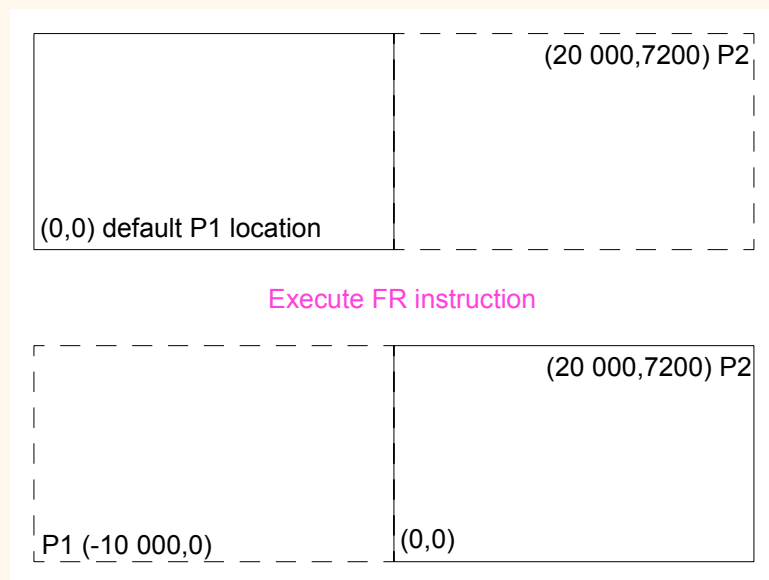 (20 000,7200) P2
(0,0) default P1 location
Execute FR instruction
(20 000,7200) P2
P1 (-10 000,0)
(0,0)